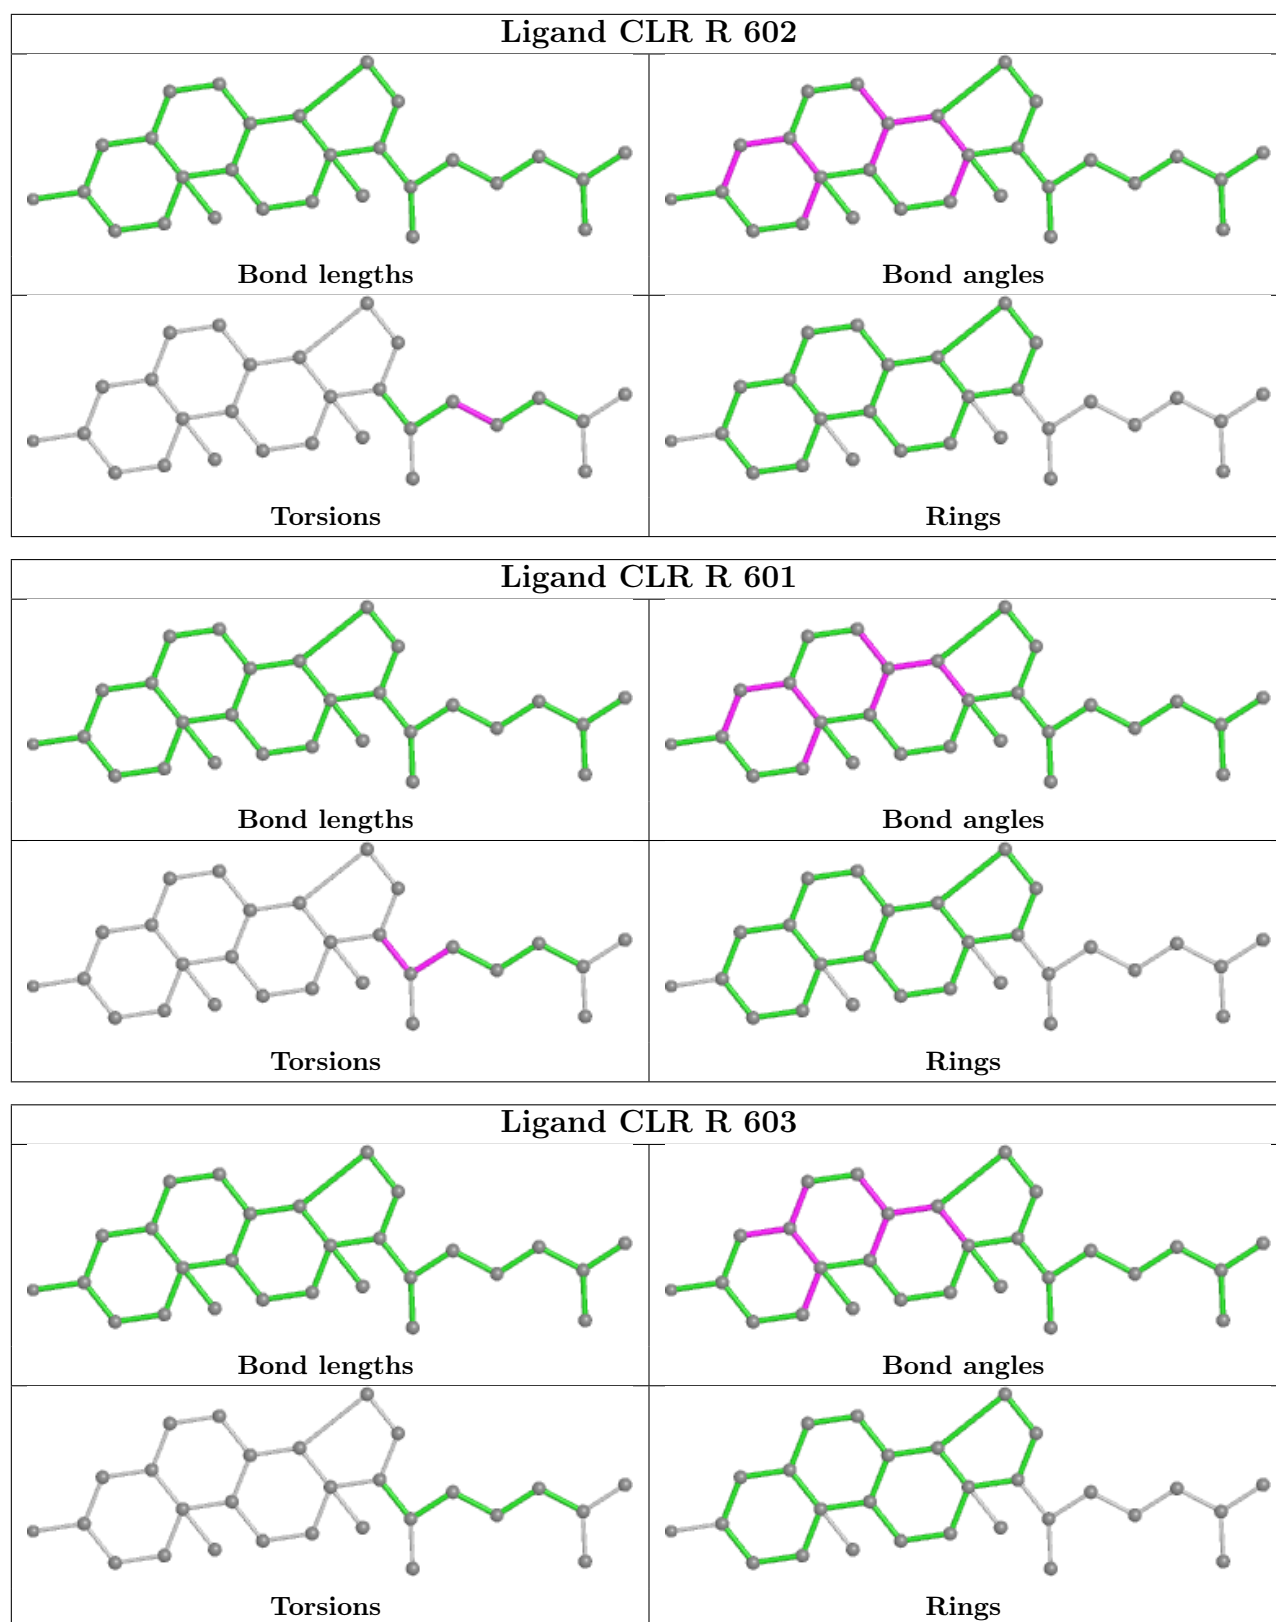 Ligand CLR R 602
Bond lengths
Bond angles
Torsions
Rings
Ligand CLR R 601
Bond lengths
Bond angles
Torsions
Rings
Ligand CLR R 603
Bond lengths
Bond angles
Torsions
Rings